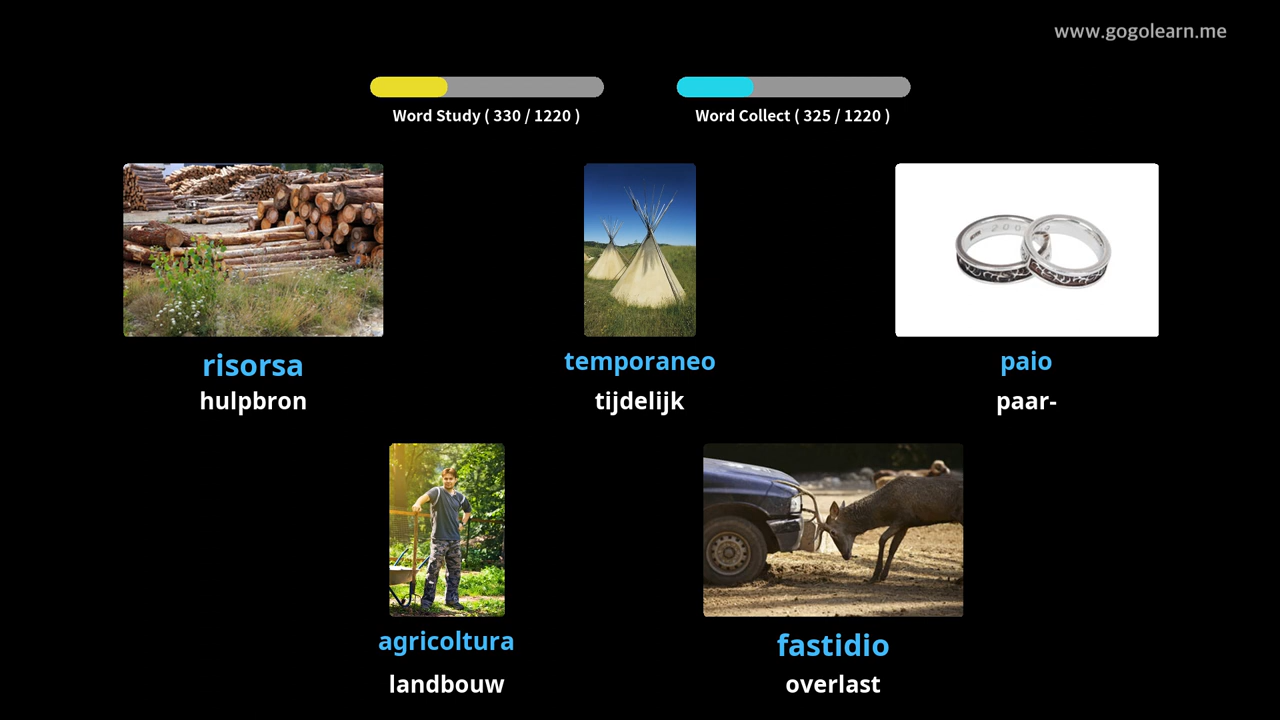 www.gogolearn.me
Word Study ( 330 / 1220 )
Word Collect ( 325 / 1220 )
risorsa
hulpbron
temporaneo
tijdelijk
paio
paar-
agricoltura
landbouw
fastidio
overlast